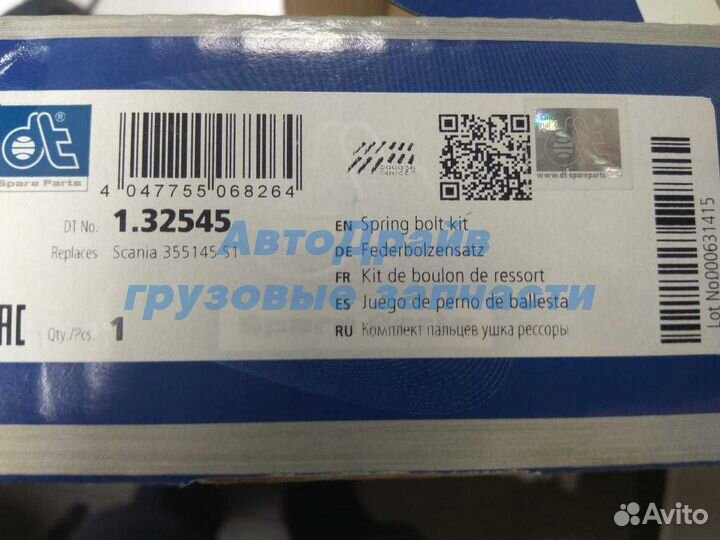 dt®
Spare Parts
4 047755 068264
www.dt-spareparts
DT No. 1.32545
Replaces Scania 355145 S1
EN Spring bolt kit
DE Federbolzensatz
FR Kit de boulon de ressort
ES Juego de perno de ballesta
RU Комплект пальцев ушка рессоры
Qty./Pcs. 1
Lot No000631415
АвтоДрайв
грузовые запчасти
Avito